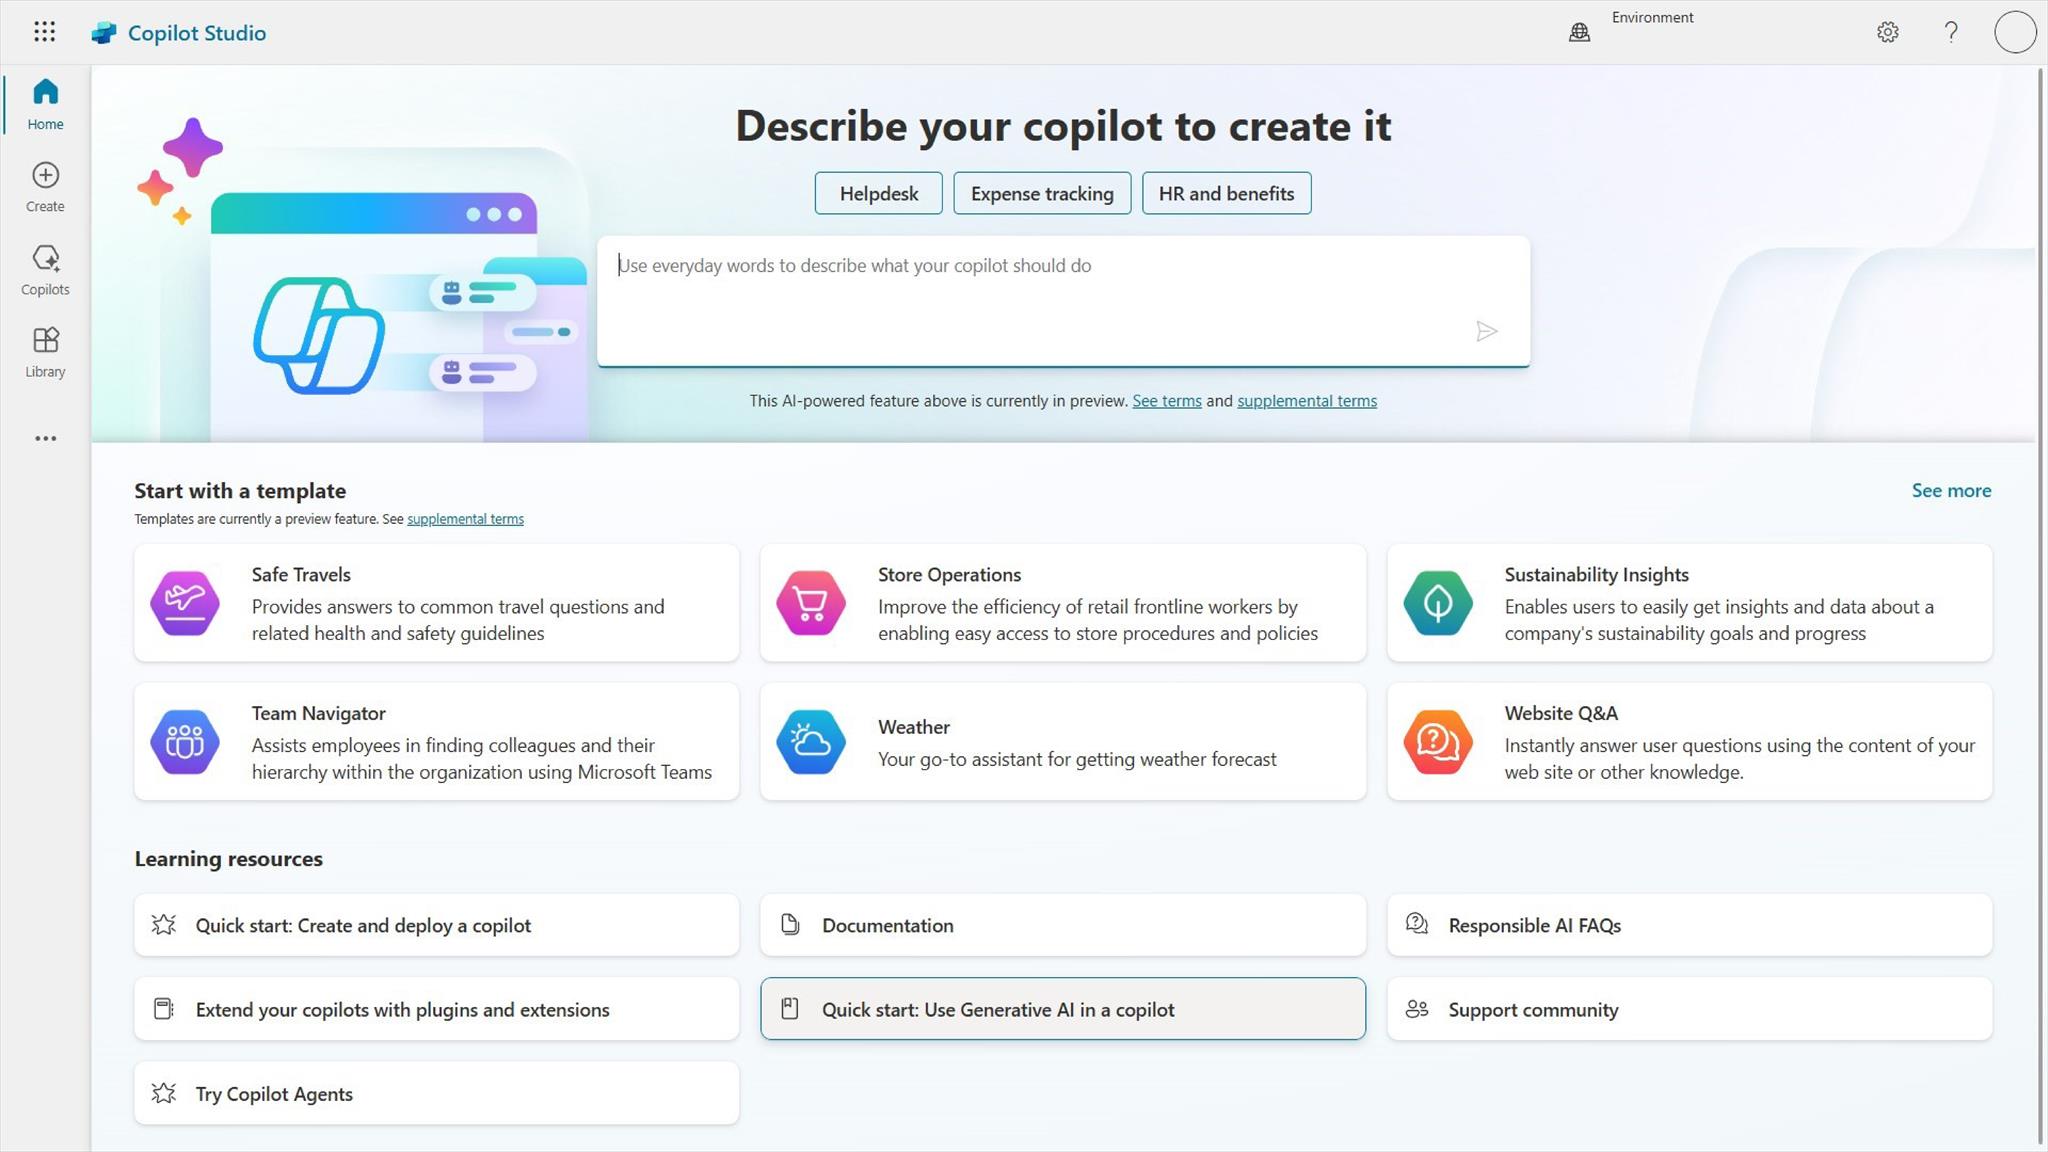 Copilot Studio
Environment
Home
Create
Copilots
Library
Describe your copilot to create it
Helpdesk
Expense tracking
HR and benefits
Use everyday words to describe what your copilot should do
This AI-powered feature above is currently in preview. See terms and supplemental terms
Start with a template
See more
Templates are currently a preview feature. See supplemental terms
Safe Travels
Provides answers to common travel questions and
related health and safety guidelines
Store Operations
Improve the efficiency of retail frontline workers by
enabling easy access to store procedures and policies
Sustainability Insights
Enables users to easily get insights and data about a
company's sustainability goals and progress
Team Navigator
Assists employees in finding colleagues and their
hierarchy within the organization using Microsoft Teams
Weather
Your go-to assistant for getting weather forecast
Website Q&A
Instantly answer user questions using the content of your
web site or other knowledge.
Learning resources
Quick start: Create and deploy a copilot
Documentation
Responsible AI FAQs
Extend your copilots with plugins and extensions
Quick start: Use Generative AI in a copilot
Support community
Try Copilot Agents